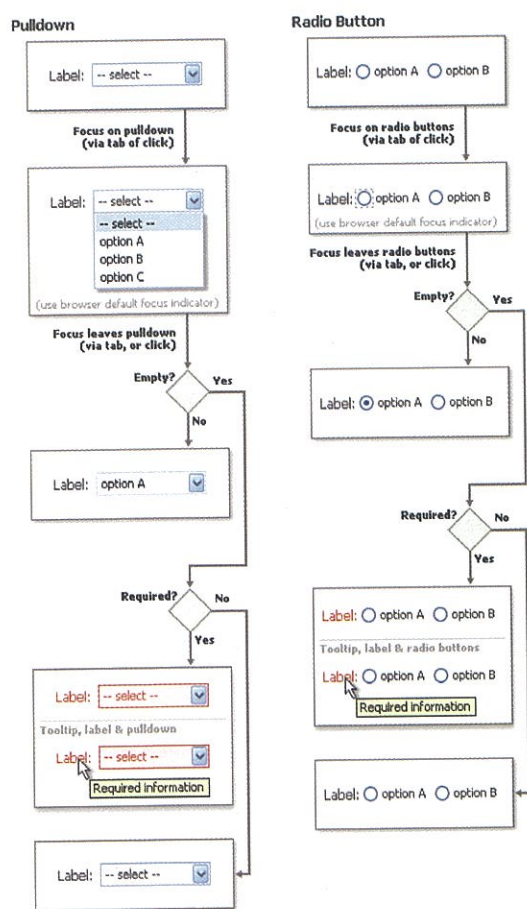 Pulldown
Label: -- select --
Focus on pulldown
(via tab of click)
Label: -- select --
-- select --
option A
option B
option C
(use browser default focus indicator)
Focus leaves pulldown
(via tab, or click)
Empty?
Yes
No
Label: option A
Required?
No
Yes
Label: -- select --
Tooltip, label & pulldown
Label: -- select --
Required information
Label: -- select --
Radio Button
Label: option A option B
Focus on radio buttons
(via tab of click)
Label: option A option B
(use browser default focus indicator)
Focus leaves radio buttons
(via tab, or click)
Empty?
Yes
No
Label: option A option B
Required?
No
Yes
Label: option A option B
Tooltip, label & radio buttons
Label: option A option B
Required information
Label: option A option B